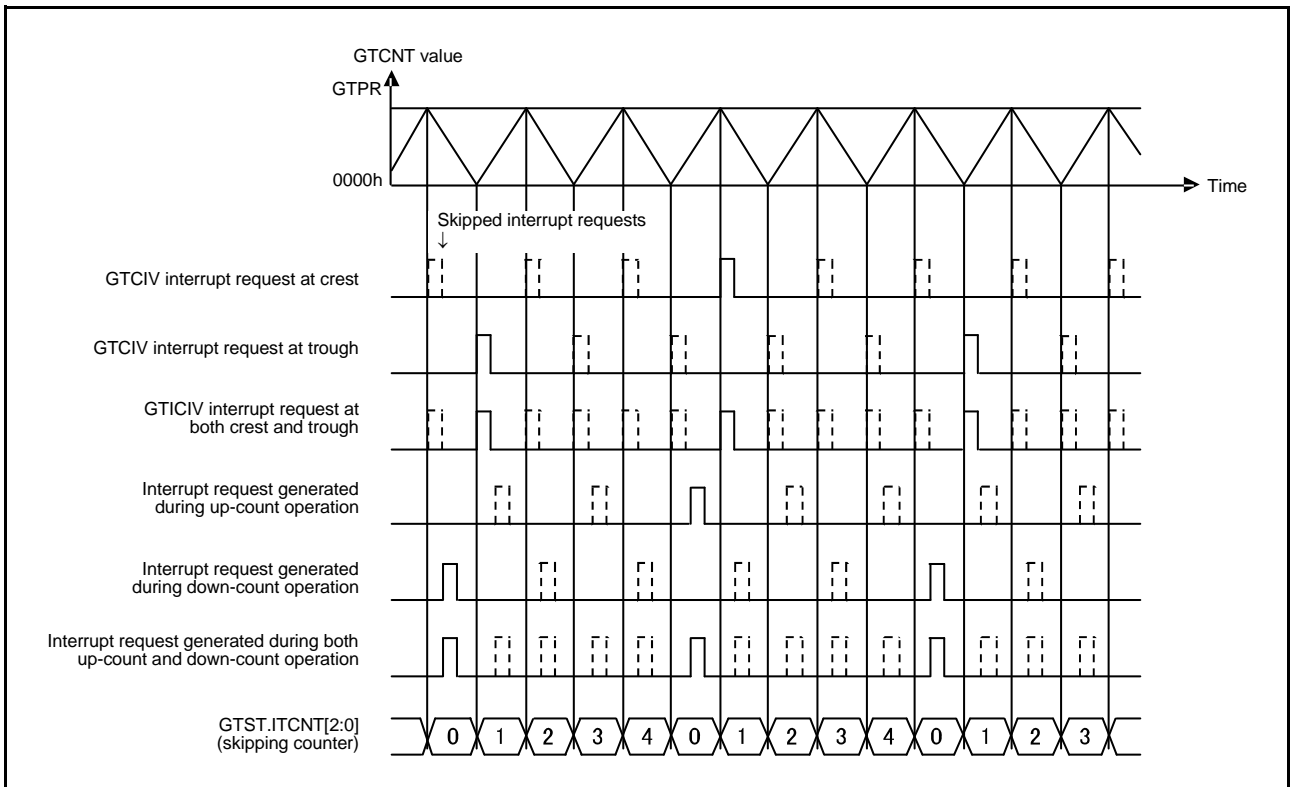 GTCNT value
GTPR
0000h
Time
Skipped interrupt requests
↓
GTCIV interrupt request at crest
GTCIV interrupt request at trough
GTICIV interrupt request at
both crest and trough
Interrupt request generated
during up-count operation
Interrupt request generated
during down-count operation
Interrupt request generated during both
up-count and down-count operation
GTST.ITCNT[2:0]
(skipping counter)
0 1 2 3 4 0 1 2 3 4 0 1 2 3